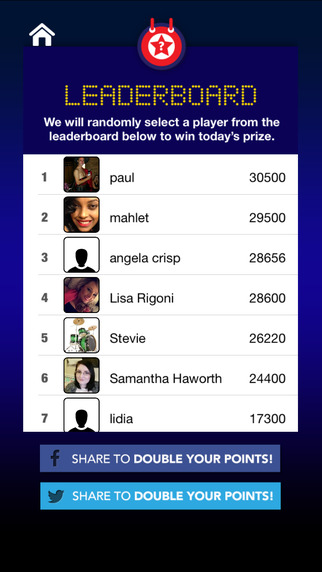 ?
LEADERBOARD
We will randomly select a player from the
leaderboard below to win today's prize.
1 paul 30500
2 mahlet 29500
3 angela crisp 28656
4 Lisa Rigoni 28600
5 Stevie 26220
6 Samantha Haworth 24400
7 lidia 17300
f SHARE TO DOUBLE YOUR POINTS!
SHARE TO DOUBLE YOUR POINTS!